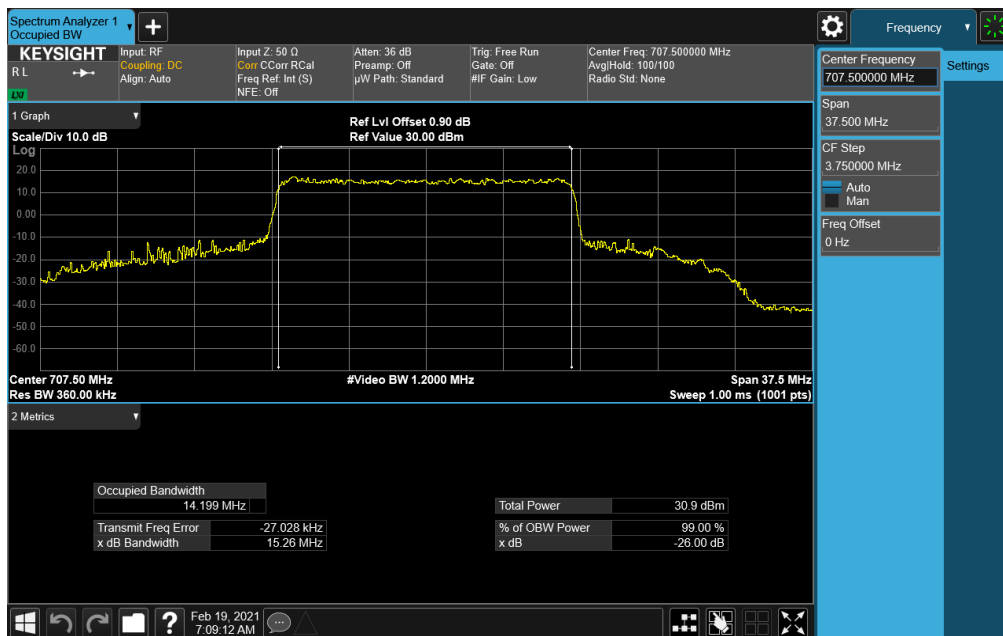 Spectrum Analyzer 1
Occupied BW
Frequency
KEYSIGHT
R L
LXI
Input: RF
Coupling: DC
Align: Auto
Input Z: 50 Ω
Corr CCorr RCal
Freq Ref: Int (S)
NFE: Off
Atten: 36 dB
Preamp: Off
µW Path: Standard
Trig: Free Run
Gate: Off
#IF Gain: Low
Center Freq: 707.500000 MHz
Avg|Hold: 100/100
Radio Std: None
Center Frequency
707.500000 MHz
Settings
Span
37.500 MHz
CF Step
3.750000 MHz
Auto
Man
Freq Offset
0 Hz
1 Graph
Scale/Div 10.0 dB
Ref Lvl Offset 0.90 dB
Ref Value 30.00 dBm
Log
20.0
10.0
0.00
-10.0
-20.0
-30.0
-40.0
-50.0
-60.0
Center 707.50 MHz
#Video BW 1.2000 MHz
Span 37.5 MHz
Res BW 360.00 kHz
Sweep 1.00 ms (1001 pts)
2 Metrics
Occupied Bandwidth
14.199 MHz
Total Power 30.9 dBm
Transmit Freq Error -27.028 kHz
% of OBW Power 99.00 %
x dB Bandwidth 15.26 MHz
x dB -26.00 dB
?
Feb 19, 2021
7:09:12 AM